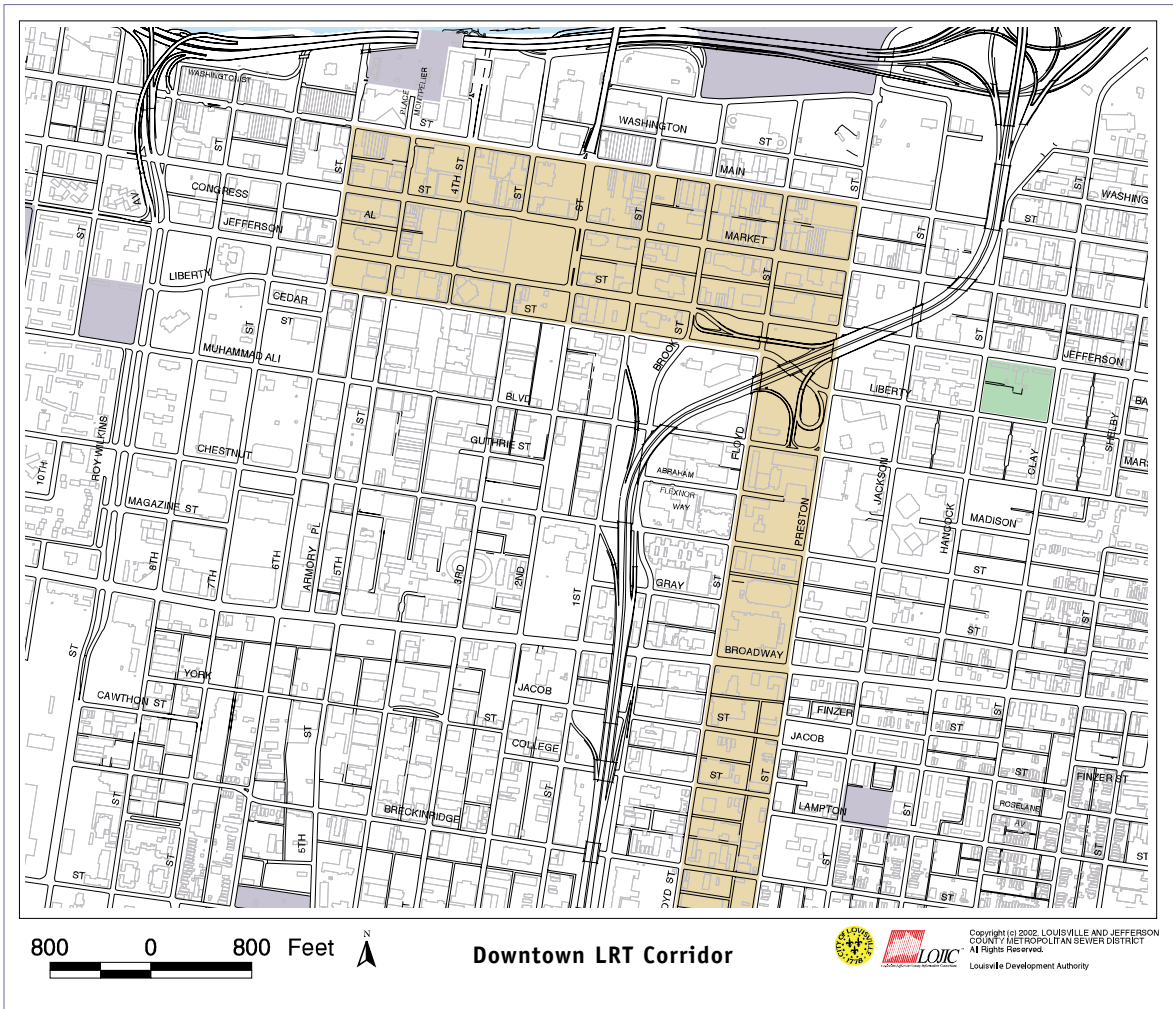 WASHINGTON ST
PLACE
MONTPELIER
ST
WASHINGTON
ST
ST
ST
4TH ST
MAIN
ST
ST
WASHING
AV
CONGRESS
ST
ST
ST
ST
ST
JEFFERSON
AL
MARKET
ST
LIBERTY
ST
ST
CEDAR
ST
ST
ST
ST
BROOK ST
ST
JEFFERSON
MUHAMMAD ALI
BLVD
LIBERTY
BA
ROY WILKINS
ST
GUTHRIE ST
FLOYD
CLAY
SHELBY
CHESTNUT
10TH
ABRAHAM
FLEXNOR
WAY
JACKSON
MAR
MAGAZINE ST
HANCOCK
MADISON
PRESTON
8TH
7TH
6TH
ARMORY PL
5TH
3RD
2ND
1ST
GRAY
ST
ST
ST
ST
ST
YORK
BROADWAY
CAWTHON ST
JACOB
ST
ST
FINZER
ST
ST
ST
COLLEGE
JACOB
ST
ST
ST
ST
ST
FINZER ST
BRECKINRIDGE
LAMPTON
ST
ROSELANE
AV
5TH
ST
ST
ST
ST
ST
ST
OYD ST
ST
800 0 800 Feet
N
Downtown LRT Corridor
CITY OF LOUISVILLE
1778
LOJIC
Copyright (c) 2002, LOUISVILLE AND JEFFERSON
COUNTY METROPOLITAN SEWER DISTRICT
All Rights Reserved.
Louisville Development Authority